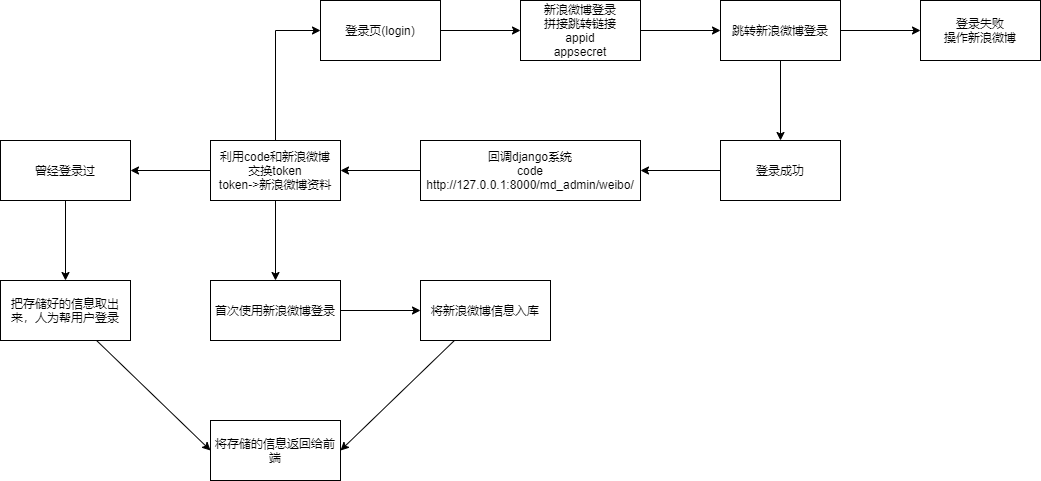 登录页(login)
新浪微博登录
拼接跳转链接
appid
appsecret
跳转新浪微博登录
登录失败
操作新浪微博
曾经登录过
利用code和新浪微博
交换token
token->新浪微博资料
回调django系统
code
http://127.0.0.1:8000/md_admin/weibo/
登录成功
把存储好的信息取出
来，人为帮用户登录
首次使用新浪微博登录
将新浪微博信息入库
将存储的信息返回给前
端